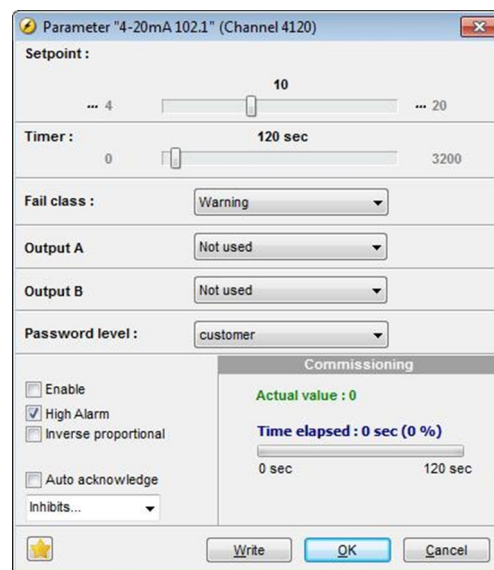 Parameter "4-20mA 102.1" (Channel 4120)
Setpoint :
10
... 4
... 20
Timer :
120 sec
0
3200
Fail class :
Warning
Output A
Not used
Output B
Not used
Password level :
customer
Commissioning
Enable
High Alarm
Inverse proportional
Auto acknowledge
Inhibits...
Actual value : 0
Time elapsed : 0 sec (0 %)
0 sec
120 sec
Write
OK
Cancel